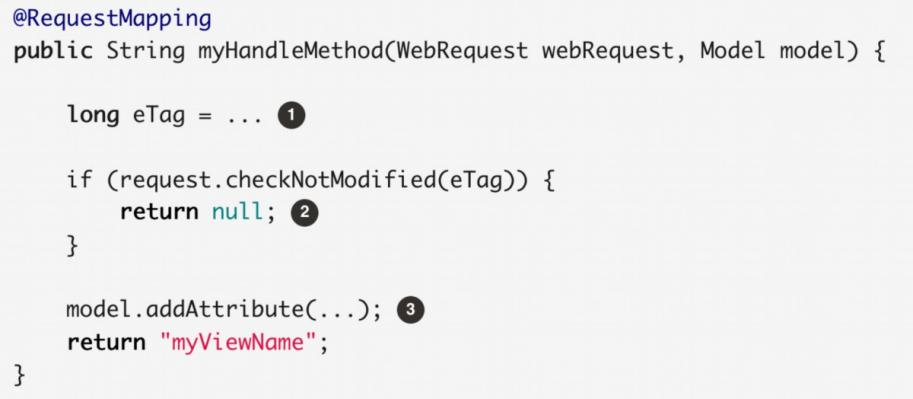 @RequestMapping
public String myHandleMethod(WebRequest webRequest, Model model) {
long eTag = ... 1
if (request.checkNotModified(eTag)) {
return null; 2
}
model.addAttribute(...); 3
return "myViewName";
}